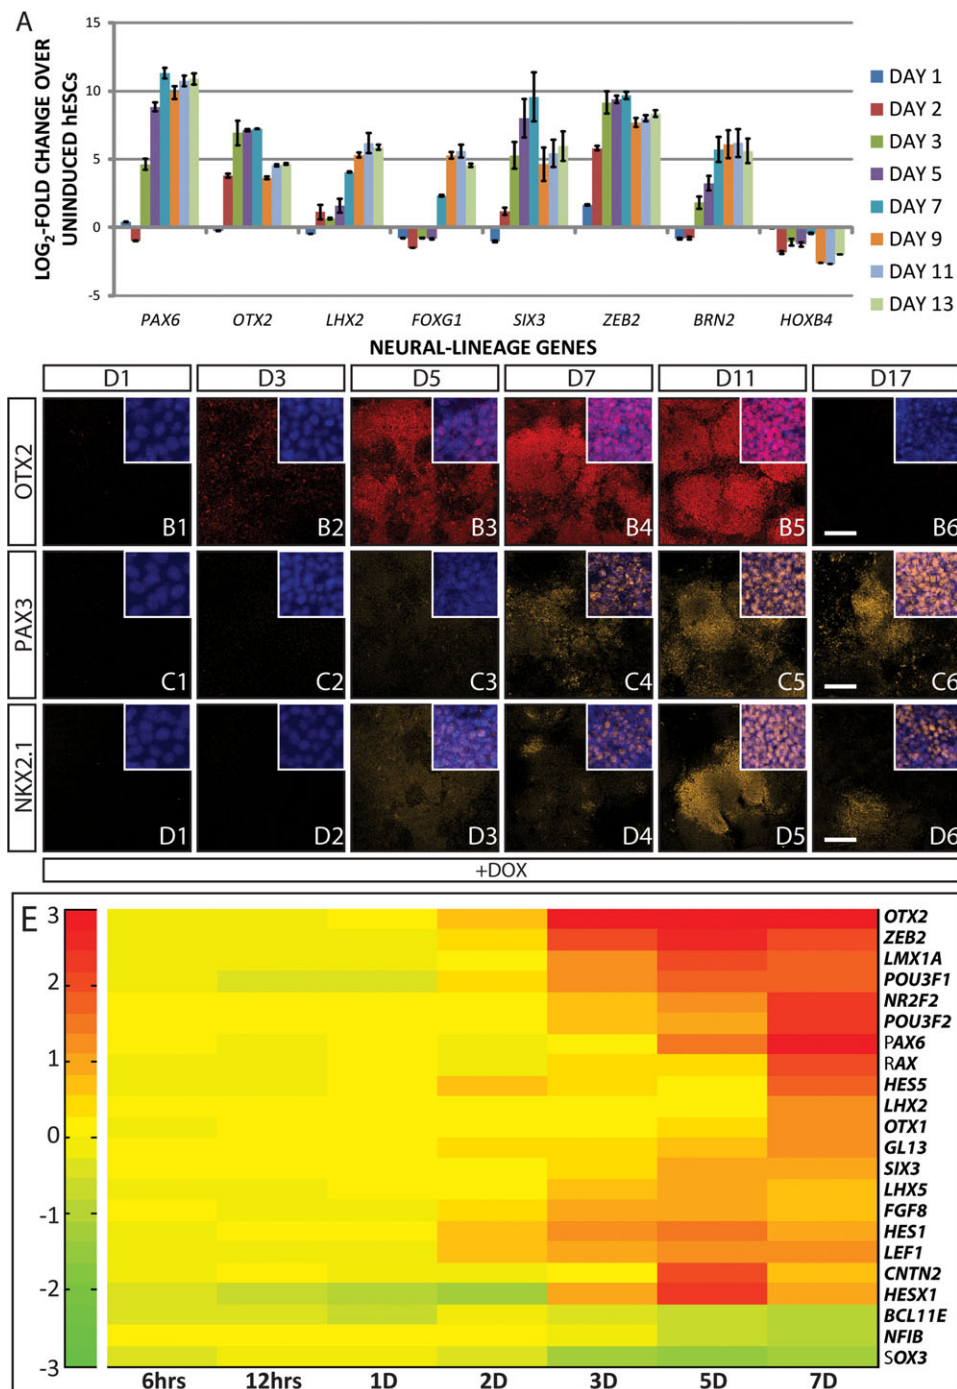 A
15
10
5
0
-5
LOG2-FOLD CHANGE OVER
UNINDUCED hESCs
DAY 1
DAY 2
DAY 3
DAY 5
DAY 7
DAY 9
DAY 11
DAY 13
PAX6 OTX2 LHX2 FOXG1 SIX3 ZEB2 BRN2 HOXB4
NEURAL-LINEAGE GENES
D1 D3 D5 D7 D11 D17
OTX2
B1 B2 B3 B4 B5 B6
PAX3
C1 C2 C3 C4 C5 C6
NKX2.1
D1 D2 D3 D4 D5 D6
+DOX
E
3
2
1
0
-1
-2
-3
OTX2
ZEB2
LMX1A
POU3F1
NR2F2
POU3F2
PAX6
RAX
HES5
LHX2
OTX1
GL13
SIX3
LHX5
FGF8
HES1
LEF1
CNTN2
HESX1
BCL11E
NFIB
SOX3
6hrs 12hrs 1D 2D 3D 5D 7D